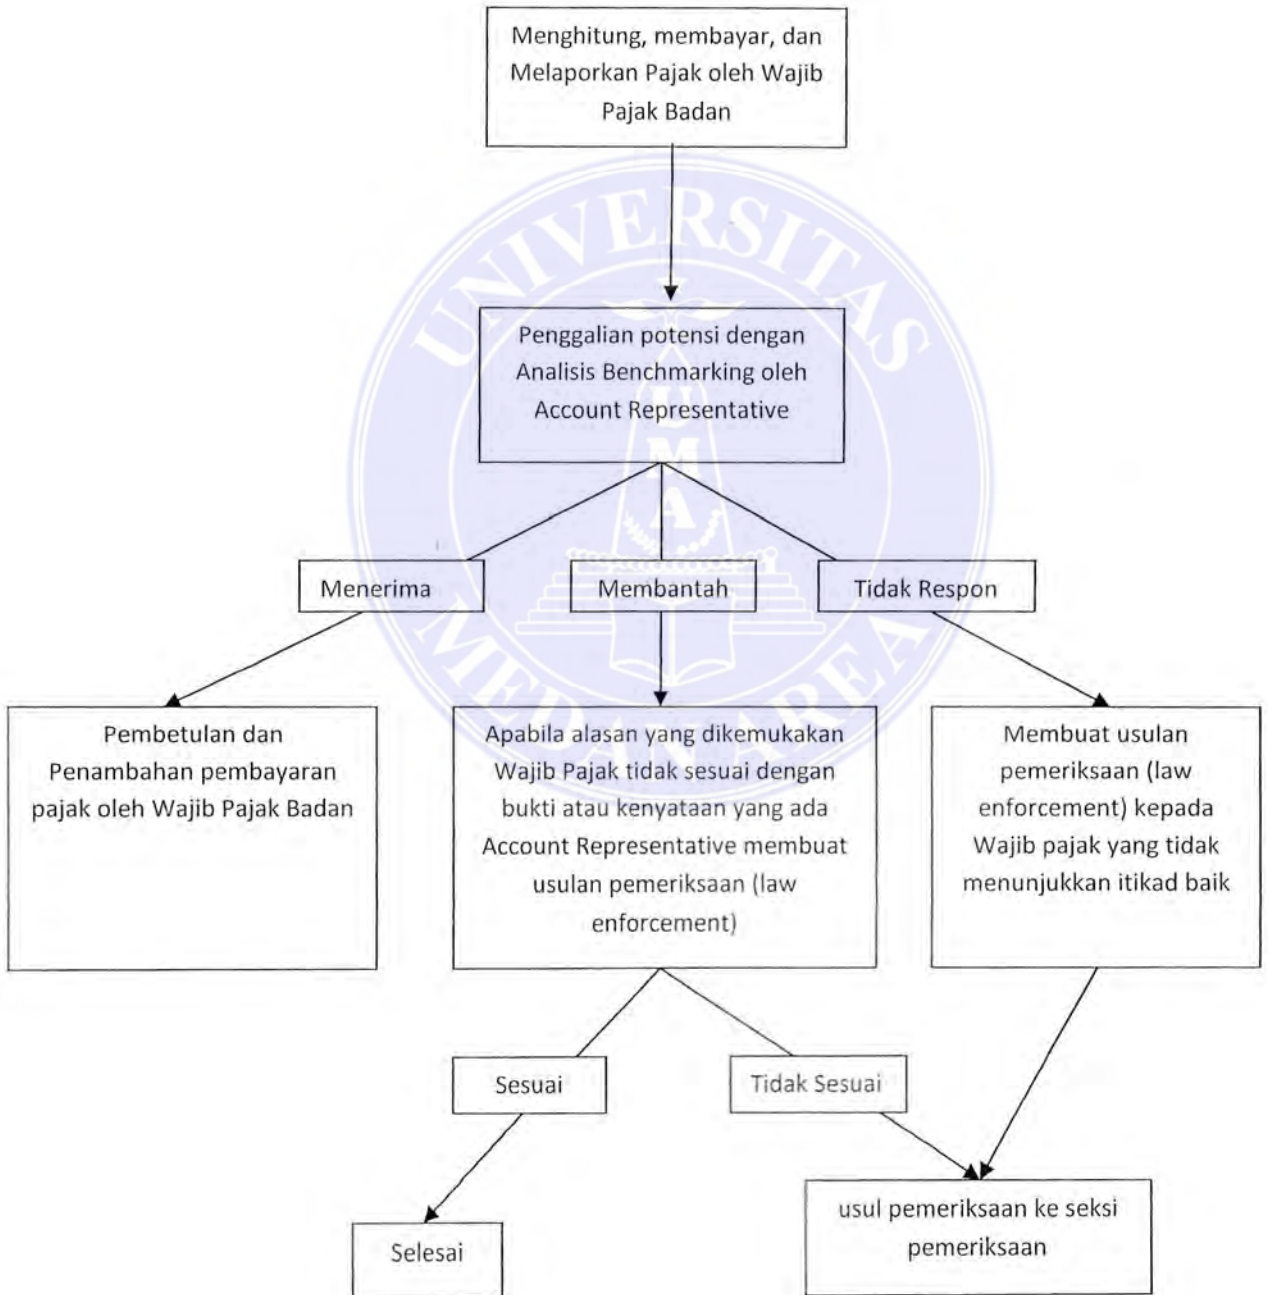 Menghitung, membayar, dan
Melaporkan Pajak oleh Wajib
Pajak Badan
UNIVERSITAS
Penggalian potensi dengan
Analisis Benchmarking oleh
Account Representative
U
M
A
Menerima
Membantah
Tidak Respon
MEDAN AREA
Pembetulan dan
Penambahan pembayaran
pajak oleh Wajib Pajak Badan
Apabila alasan yang dikemukakan
Wajib Pajak tidak sesuai dengan
bukti atau kenyataan yang ada
Account Representative membuat
usulan pemeriksaan (law
enforcement)
Membuat usulan
pemeriksaan (law
enforcement) kepada
Wajib pajak yang tidak
menunjukkan itikad baik
Sesuai
Tidak Sesuai
Selesai
usul pemeriksaan ke seksi
pemeriksaan